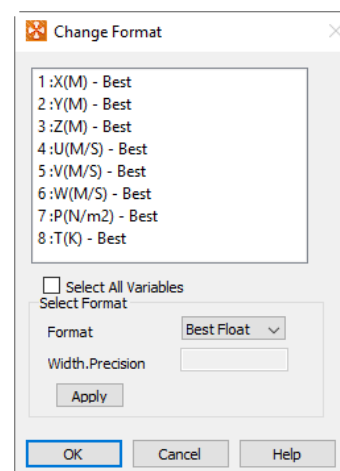 Change Format
1 :X(M) - Best
2 :Y(M) - Best
3 :Z(M) - Best
4 :U(M/S) - Best
5 :V(M/S) - Best
6 :W(M/S) - Best
7 :P(N/m2) - Best
8 :T(K) - Best
Select All Variables
Select Format
Format Best Float
Width.Precision
Apply
OK Cancel Help